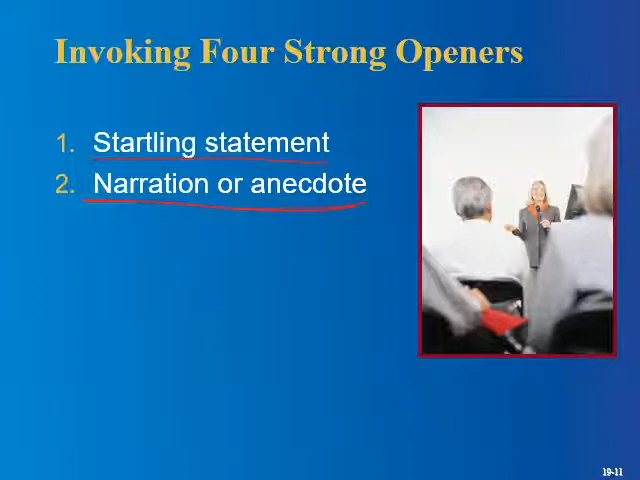 Invoking Four Strong Openers
1. Startling statement
2. Narration or anecdote
19-11